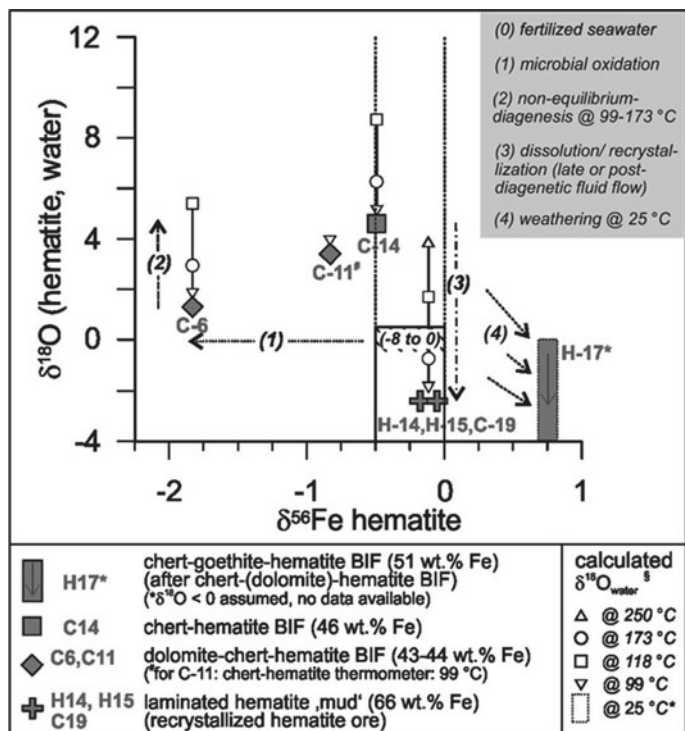 12
8
4
0
-4
δ¹⁸O (hematite, water)
-2
-1
0
1
δ⁵⁶Fe hematite
(0) fertilized seawater
(1) microbial oxidation
(2) non-equilibrium-
diagenesis @ 99-173 °C
(3) dissolution/ recrystal-
lization (late or post-
diagenetic fluid flow)
(4) weathering @ 25 °C
C-14
C-11#
(2)
C-6
(1)
(-8 to 0)
(3)
(4)
H-17*
H-14,H-15,C-19
H17*
chert-goethite-hematite BIF (51 wt.% Fe)
(after chert-(dolomite)-hematite BIF)
(*δ¹⁸O < 0 assumed, no data available)
C14
chert-hematite BIF (46 wt.% Fe)
C6,C11
dolomite-chert-hematite BIF (43-44 wt.% Fe)
(#for C-11: chert-hematite thermometer: 99 °C)
H14, H15
C19
laminated hematite ‚mud‘ (66 wt.% Fe)
(recrystallized hematite ore)
calculated
δ¹⁸Owater §
@ 250 °C
@ 173 °C
@ 118 °C
@ 99 °C
@ 25 °C*